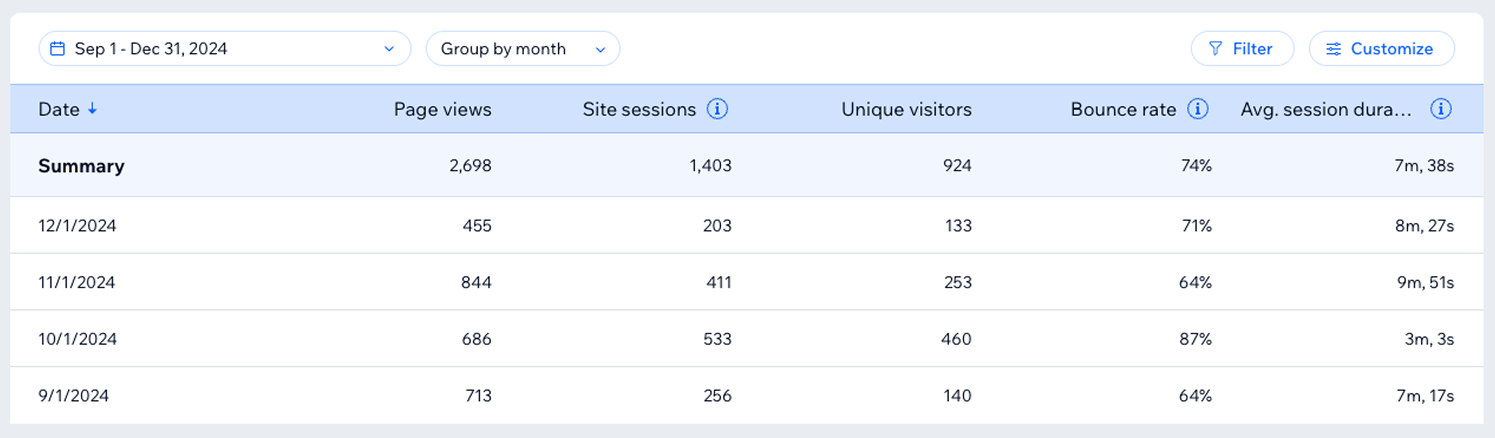 Sep 1 - Dec 31, 2024 Group by month Filter Customize
Date Page views Site sessions Unique visitors Bounce rate Avg. session dura...
Summary 2,698 1,403 924 74% 7m, 38s
12/1/2024 455 203 133 71% 8m, 27s
11/1/2024 844 411 253 64% 9m, 51s
10/1/2024 686 533 460 87% 3m, 3s
9/1/2024 713 256 140 64% 7m, 17s